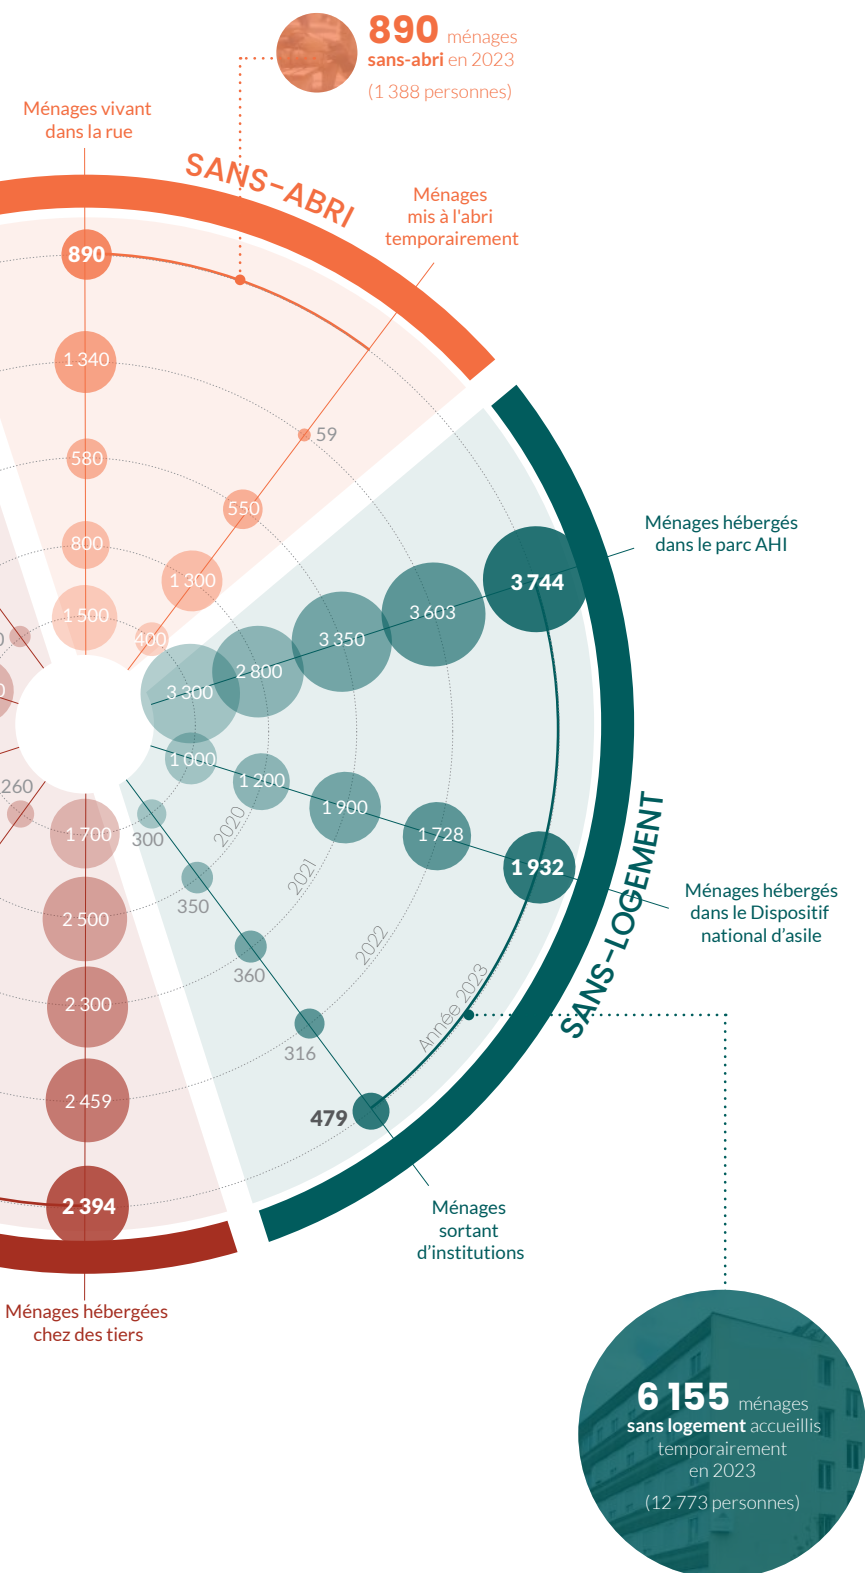 890 ménages
sans-abri en 2023
(1 388 personnes)
Ménages vivant
dans la rue
SANS-ABRI
Ménages
mis à l'abri
temporairement
890
1 340
580
800
1 500
59
550
1 300
400
Ménages hébergés
dans le parc AHI
3 744
3 603
3 350
2 800
3 300
1 000
1 200
1 900
1 728
1 932
Ménages hébergés
dans le Dispositif
national d’asile
SANS-LOGEMENT
300
350
360
316
479
2020
2021
2022
Année 2023
Ménages
sortant
d’institutions
0
0
260
1 700
2 500
2 300
2 459
2 394
Ménages hébergées
chez des tiers
6 155 ménages
sans logement accueillis
temporairement
en 2023
(12 773 personnes)